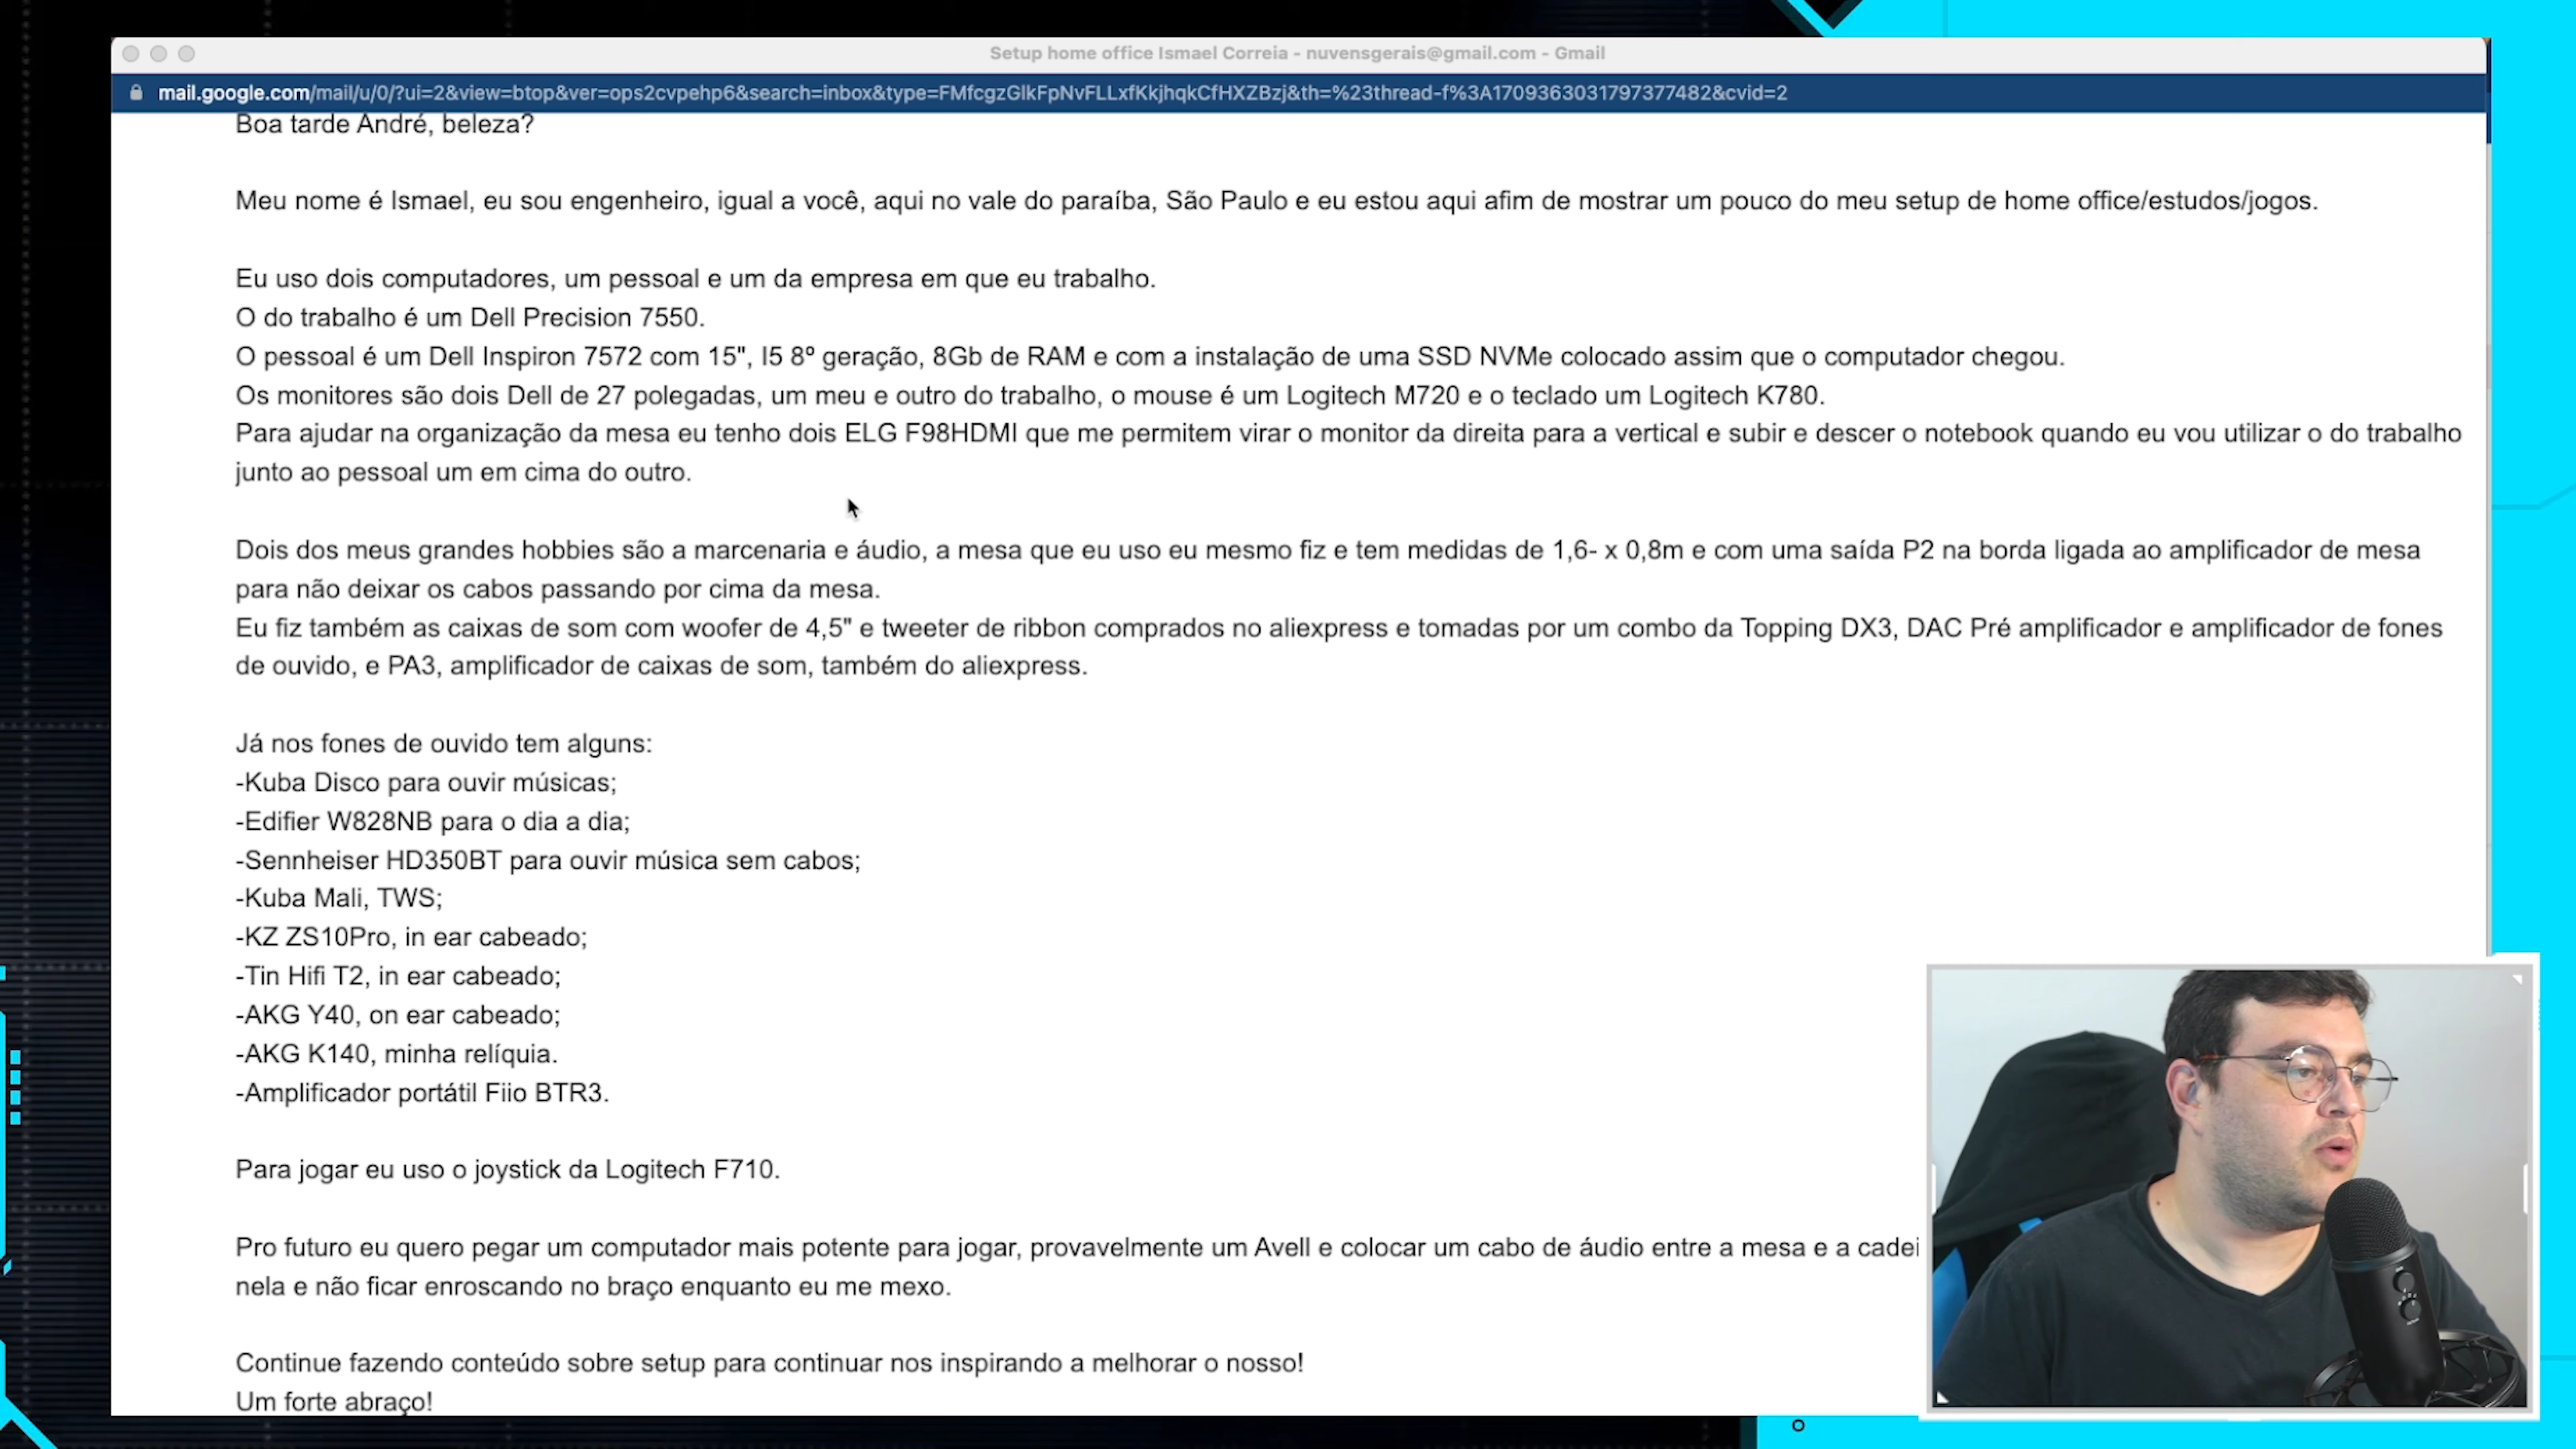 Setup home office Ismael Correia - nuvensgerais@gmail.com - Gmail
mail.google.com/mail/u/0/?ui=2&view=btop&ver=ops2cvpehp6&search=inbox&type=FMfcgzGlkFpNvFLLxfKkjhqkCfHXZBzj&th=%23thread-f%3A1709363031797377482&cvid=2
Boa tarde André, beleza?
Meu nome é Ismael, eu sou engenheiro, igual a você, aqui no vale do paraíba, São Paulo e eu estou aqui afim de mostrar um pouco do meu setup de home office/estudos/jogos.
Eu uso dois computadores, um pessoal e um da empresa em que eu trabalho.
O do trabalho é um Dell Precision 7550.
O pessoal é um Dell Inspiron 7572 com 15", I5 8º geração, 8Gb de RAM e com a instalação de uma SSD NVMe colocado assim que o computador chegou.
Os monitores são dois Dell de 27 polegadas, um meu e outro do trabalho, o mouse é um Logitech M720 e o teclado um Logitech K780.
Para ajudar na organização da mesa eu tenho dois ELG F98HDMI que me permitem virar o monitor da direita para a vertical e subir e descer o notebook quando eu vou utilizar o do trabalho
junto ao pessoal um em cima do outro.
Dois dos meus grandes hobbies são a marcenaria e áudio, a mesa que eu uso eu mesmo fiz e tem medidas de 1,6- x 0,8m e com uma saída P2 na borda ligada ao amplificador de mesa
para não deixar os cabos passando por cima da mesa.
Eu fiz também as caixas de som com woofer de 4,5" e tweeter de ribbon comprados no aliexpress e tomadas por um combo da Topping DX3, DAC Pré amplificador e amplificador de fones
de ouvido, e PA3, amplificador de caixas de som, também do aliexpress.
Já nos fones de ouvido tem alguns:
-Kuba Disco para ouvir músicas;
-Edifier W828NB para o dia a dia;
-Sennheiser HD350BT para ouvir música sem cabos;
-Kuba Mali, TWS;
-KZ ZS10Pro, in ear cabeado;
-Tin Hifi T2, in ear cabeado;
-AKG Y40, on ear cabeado;
-AKG K140, minha relíquia.
-Amplificador portátil Fiio BTR3.
Para jogar eu uso o joystick da Logitech F710.
Pro futuro eu quero pegar um computador mais potente para jogar, provavelmente um Avell e colocar um cabo de áudio entre a mesa e a cadei
nela e não ficar enroscando no braço enquanto eu me mexo.
Continue fazendo conteúdo sobre setup para continuar nos inspirando a melhorar o nosso!
Um forte abraço!